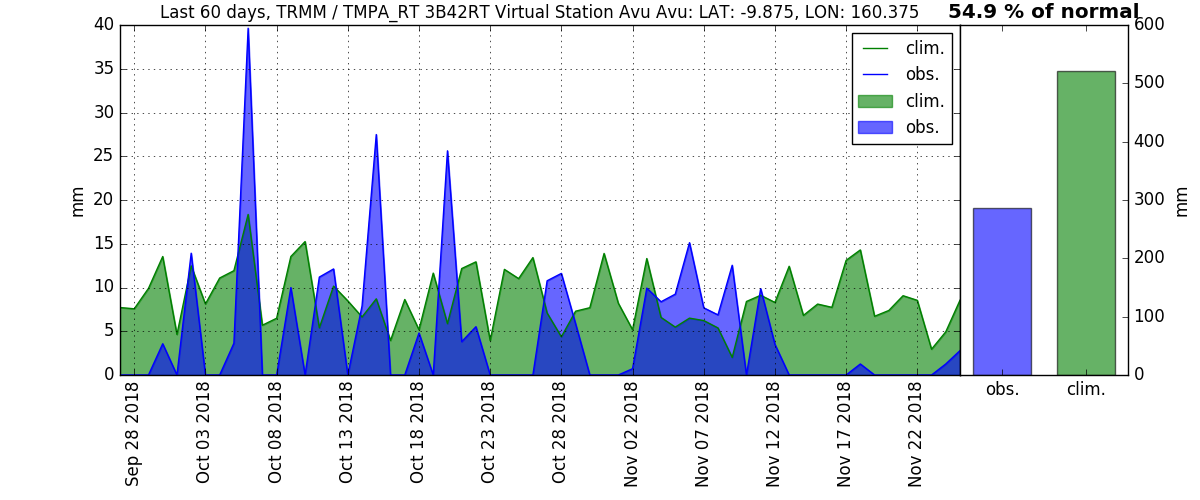 Last 60 days, TRMM / TMPA_RT 3B42RT Virtual Station Avu Avu: LAT: -9.875, LON: 160.375
54.9 % of normal
40
35
30
25
20
15
10
5
0
mm
clim.
obs.
clim.
obs.
600
500
400
300
200
100
0
mm
obs.
clim.
Sep 28 2018
Oct 03 2018
Oct 08 2018
Oct 13 2018
Oct 18 2018
Oct 23 2018
Oct 28 2018
Nov 02 2018
Nov 07 2018
Nov 12 2018
Nov 17 2018
Nov 22 2018